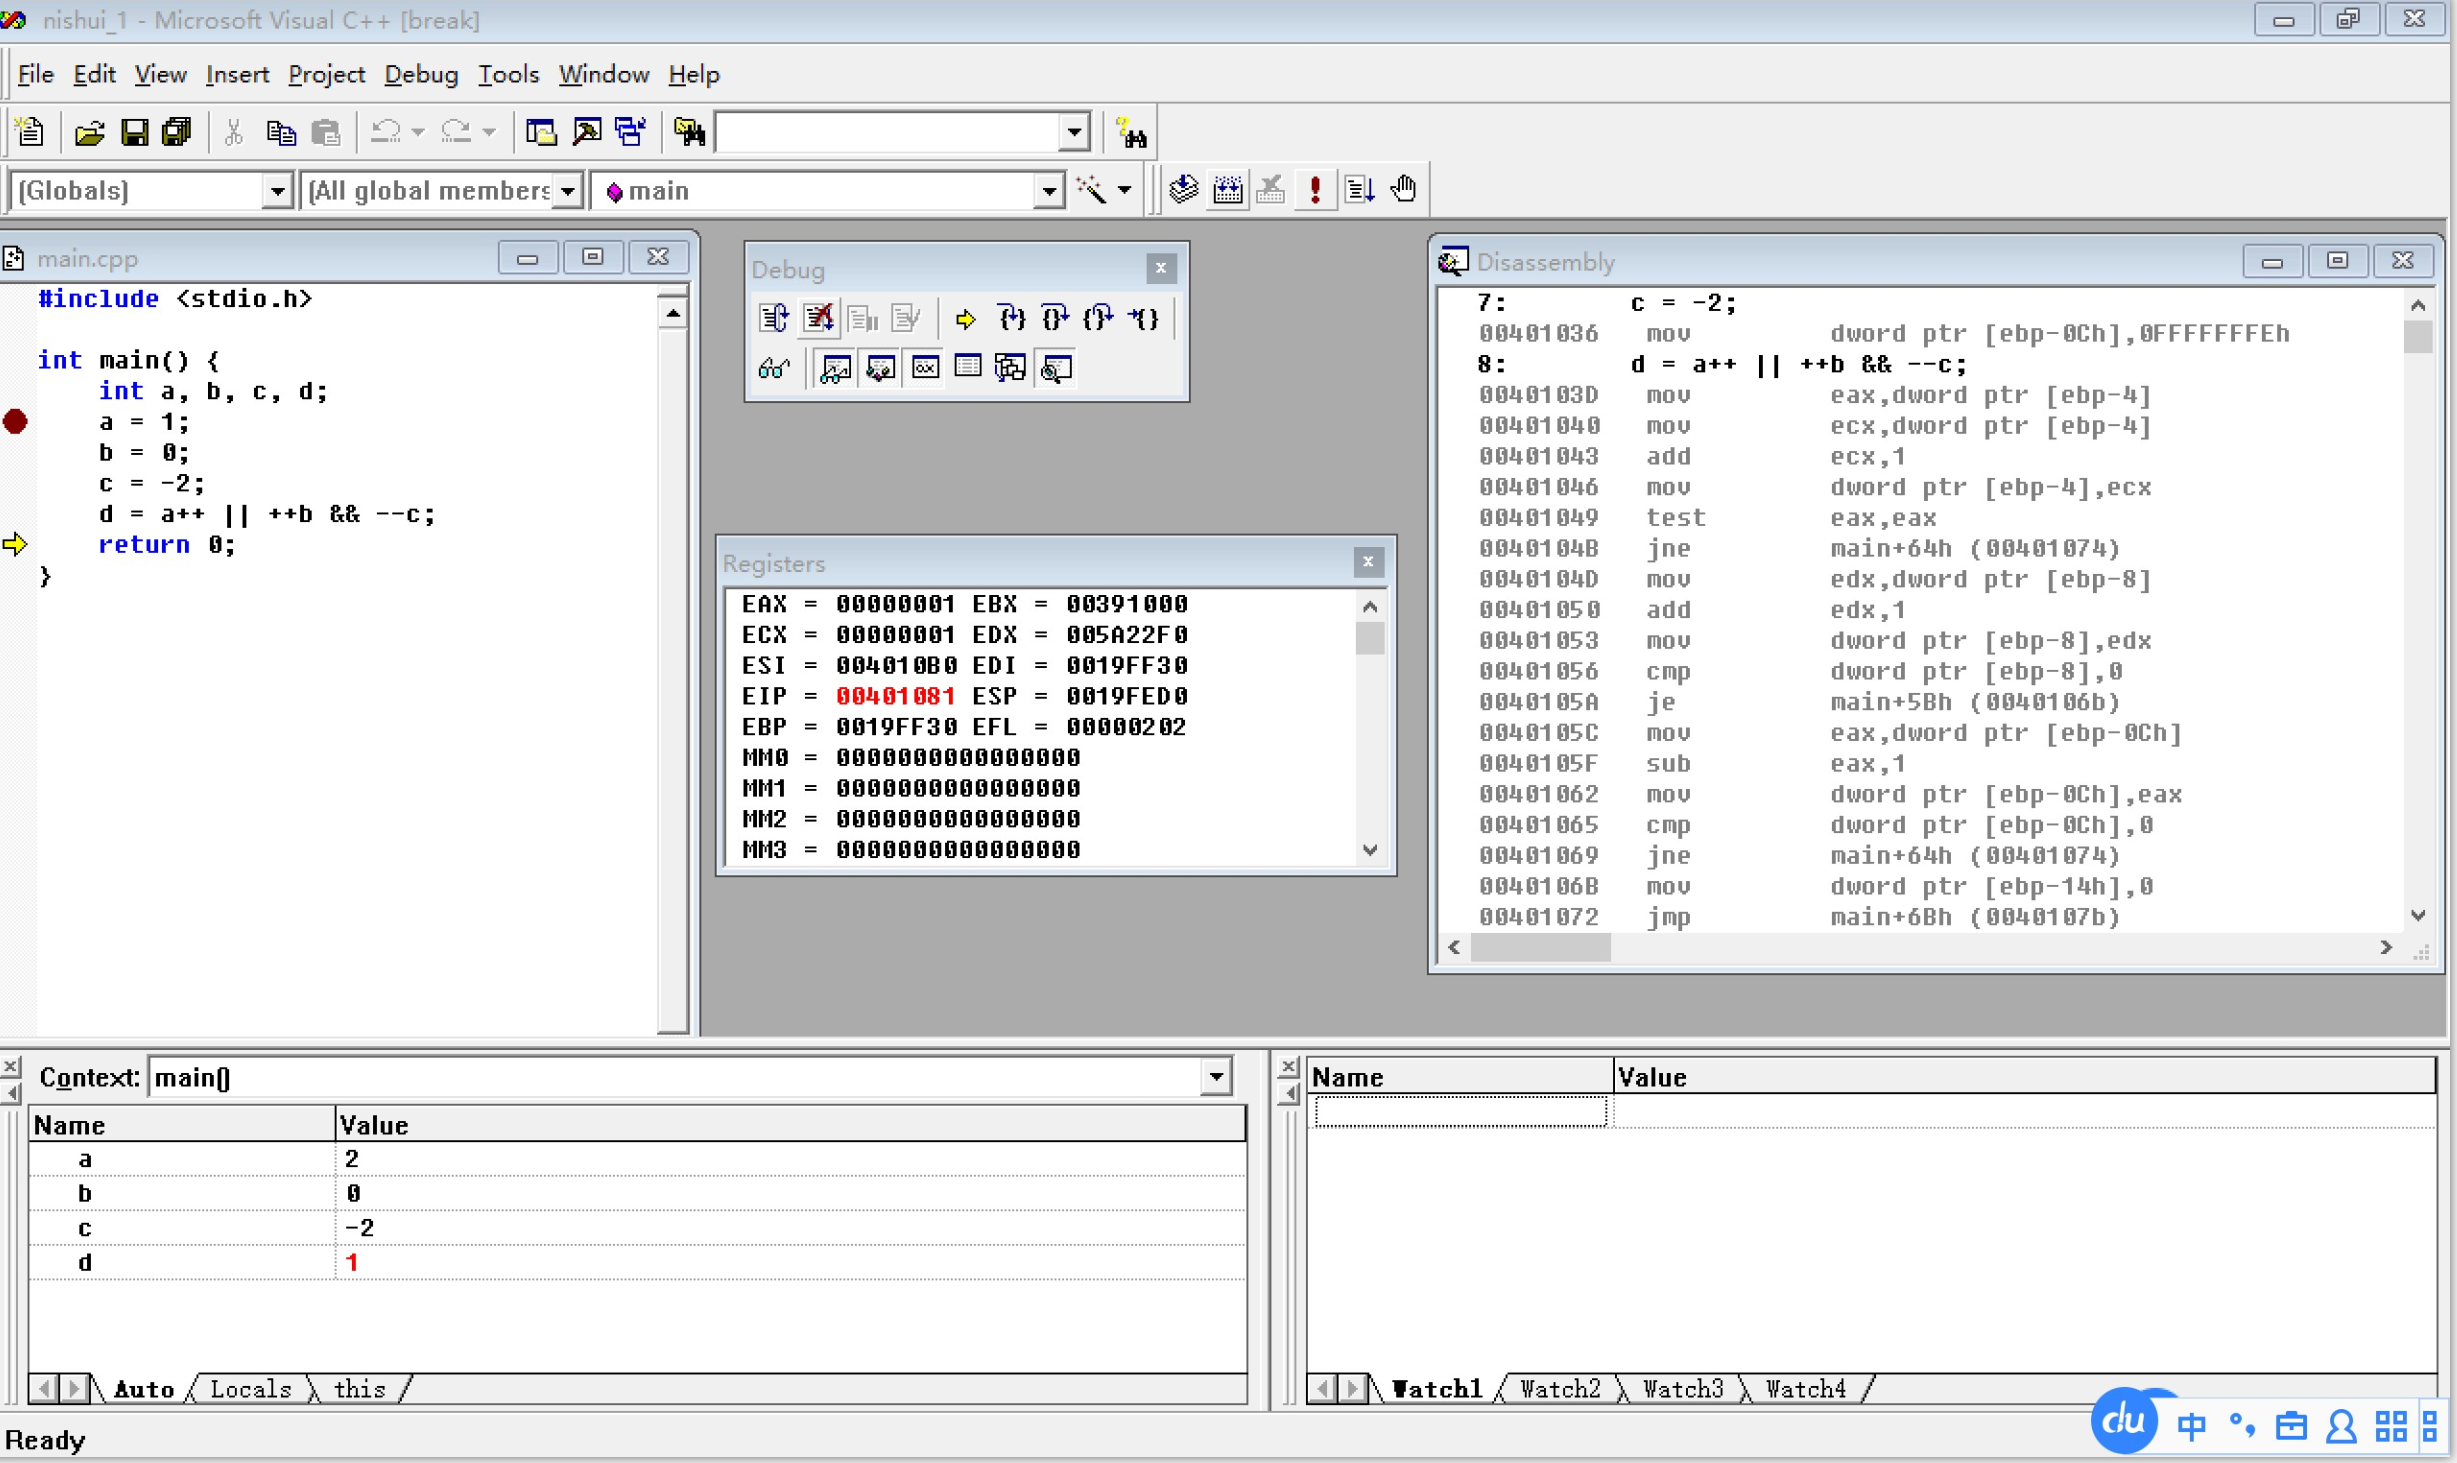 nishui_1 - Microsoft Visual C++ [break]
File Edit View Insert Project Debug Tools Window Help
(Globals) (All global members main
main.cpp
#include <stdio.h>
int main() {
int a, b, c, d;
a = 1;
b = 0;
c = -2;
d = a++ || ++b && --c;
return 0;
}
Debug
Registers
EAX = 00000001 EBX = 00391000
ECX = 00000001 EDX = 005A22F0
ESI = 004010B0 EDI = 0019FF30
EIP = 00401081 ESP = 0019FED0
EBP = 0019FF30 EFL = 00000202
MM0 = 0000000000000000
MM1 = 0000000000000000
MM2 = 0000000000000000
MM3 = 0000000000000000
Disassembly
7: c = -2;
00401036 mov dword ptr [ebp-0Ch],0FFFFFFFEh
8: d = a++ || ++b && --c;
0040103D mov eax,dword ptr [ebp-4]
00401040 mov ecx,dword ptr [ebp-4]
00401043 add ecx,1
00401046 mov dword ptr [ebp-4],ecx
00401049 test eax,eax
0040104B jne main+64h (00401074)
0040104D mov edx,dword ptr [ebp-8]
00401050 add edx,1
00401053 mov dword ptr [ebp-8],edx
00401056 cmp dword ptr [ebp-8],0
0040105A je main+5Bh (0040106b)
0040105C mov eax,dword ptr [ebp-0Ch]
0040105F sub eax,1
00401062 mov dword ptr [ebp-0Ch],eax
00401065 cmp dword ptr [ebp-0Ch],0
00401069 jne main+64h (00401074)
0040106B mov dword ptr [ebp-14h],0
00401072 jmp main+6Bh (0040107b)
Context: main()
Name Value
a 2
b 0
c -2
d 1
Auto Locals this
Name Value
Watch1 Watch2 Watch3 Watch4
Ready
du 中